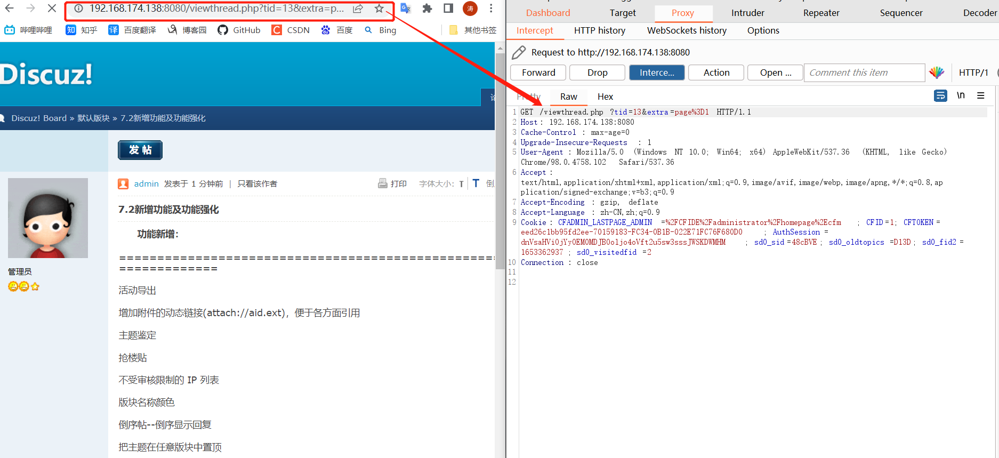 192.168.174.138:8080/viewthread.php?tid=13&extra=p...
涛
哔哩哔哩 知乎 百度翻译 博客园 GitHub CSDN 百度 Bing 其他书签
Discuz!
Discuz! Board » 默认版块 » 7.2新增功能及功能强化
发帖
admin 发表于 1 分钟前 | 只看该作者 打印 字体大小: T T
管理员
7.2新增功能及功能强化
功能新增:
活动导出
增加附件的动态链接(attach://aid.ext)，便于各方面引用
主题鉴定
抢楼贴
不受审核限制的 IP 列表
版块名称颜色
倒序帖--倒序显示回复
把主题在任意版块中置顶
Dashboard Target Proxy Intruder Repeater Sequencer Decoder
Intercept HTTP history WebSockets history Options
Request to http://192.168.174.138:8080
Forward Drop Interce... Action Open ... Comment this item HTTP/1
Pretty Raw Hex \n
1 GET /viewthread.php?tid=13&extra=page%3D1 HTTP/1.1
2 Host: 192.168.174.138:8080
3 Cache-Control: max-age=0
4 Upgrade-Insecure-Requests: 1
5 User-Agent: Mozilla/5.0 (Windows NT 10.0; Win64; x64) AppleWebKit/537.36 (KHTML, like Gecko)
Chrome/98.0.4758.102 Safari/537.36
6 Accept:
text/html,application/xhtml+xml,application/xml;q=0.9,image/avif,image/webp,image/apng,*/*;q=0.8,ap
plication/signed-exchange;v=b3;q=0.9
7 Accept-Encoding: gzip, deflate
8 Accept-Language: zh-CN,zh;q=0.9
9 Cookie: CFADMIN_LASTPAGE_ADMIN=%2FCFIDE%2Fadministrator%2Fhomepage%2Ecfm; CFID=1; CFTOKEN=
eed26c1bb95fd2ee-70159183-FC34-0B1B-022E71FC76F680D0; AuthSession=
dnVsaHViOjYyOEM0MDJB0oljo4oVft2u5sw3sssJWSKDWMHM; sd0_sid=48cBVE; sd0_oldtopics=D13D; sd0_fid2=
1653362937; sd0_visitedfid=2
10 Connection: close
11
12